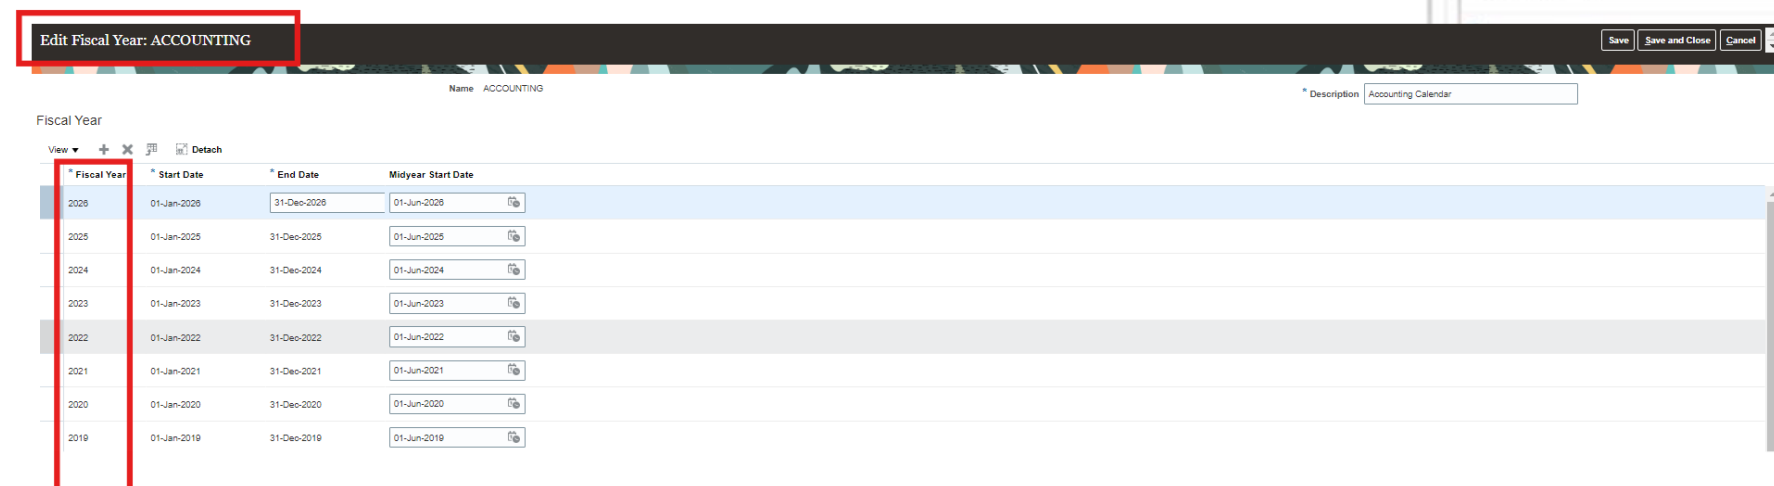 Edit Fiscal Year: ACCOUNTING
Save Save and Close Cancel
Name ACCOUNTING
* Description Accounting Calendar
Fiscal Year
View Detach
* Fiscal Year * Start Date * End Date Midyear Start Date
2026 01-Jan-2026 31-Dec-2026 01-Jun-2026
2025 01-Jan-2025 31-Dec-2025 01-Jun-2025
2024 01-Jan-2024 31-Dec-2024 01-Jun-2024
2023 01-Jan-2023 31-Dec-2023 01-Jun-2023
2022 01-Jan-2022 31-Dec-2022 01-Jun-2022
2021 01-Jan-2021 31-Dec-2021 01-Jun-2021
2020 01-Jan-2020 31-Dec-2020 01-Jun-2020
2019 01-Jan-2019 31-Dec-2019 01-Jun-2019